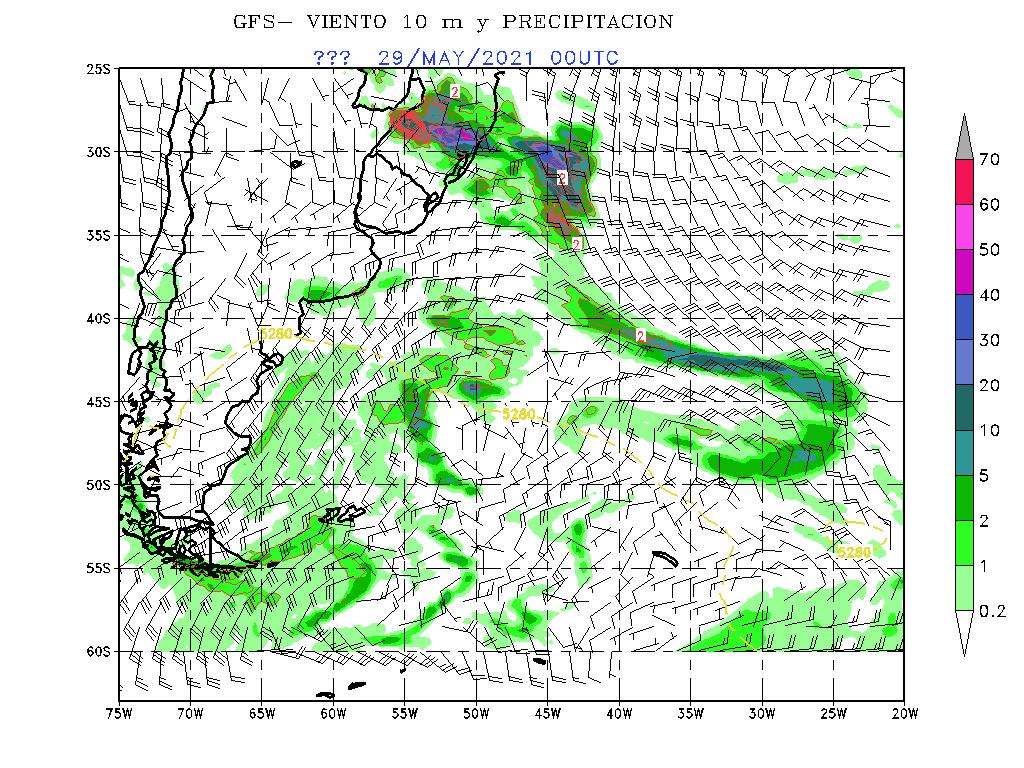 GFS— VIENTO 10 m y PRECIPITACION
??? 29/MAY/2021 00UTC
25S
30S
35S
40S
45S
50S
55S
60S
75W 70W 65W 60W 55W 50W 45W 40W 35W 30W 25W 20W
2
2
2
2
5280
5280
5280
70
60
50
40
30
20
10
5
2
1
0.2